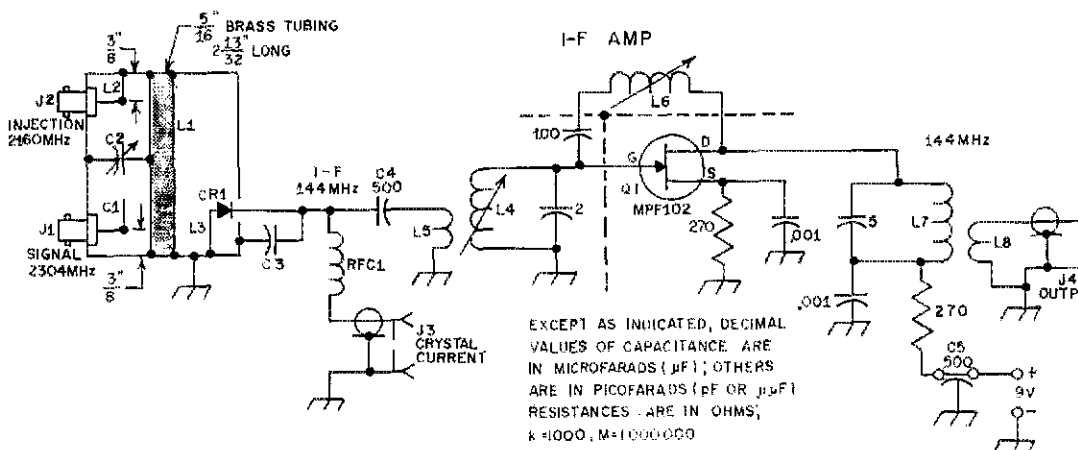 5"
16 BRASS TUBING
2 13
32 LONG
3"
8
J2
L2
INJECTION
2160MHz
C2
L1
C1
J1
SIGNAL
2304MHz
3"
8
CR1
L3
C3
I-F
144MHz
C4
500
RFC1
L5
L4
2
J3
CRYSTAL
CURRENT
I-F AMP
L6
100
G
D
S
Q1
MPF102
270
.001
144MHz
5
L7
L8
J4
OUTP
.001
270
C5
500
+
9V
-
EXCEPT AS INDICATED, DECIMAL
VALUES OF CAPACITANCE ARE
IN MICROFARADS (µF); OTHERS
ARE IN PICOFARADS (pF OR µµF)
RESISTANCES ARE IN OHMS;
k=1000, M=1000000